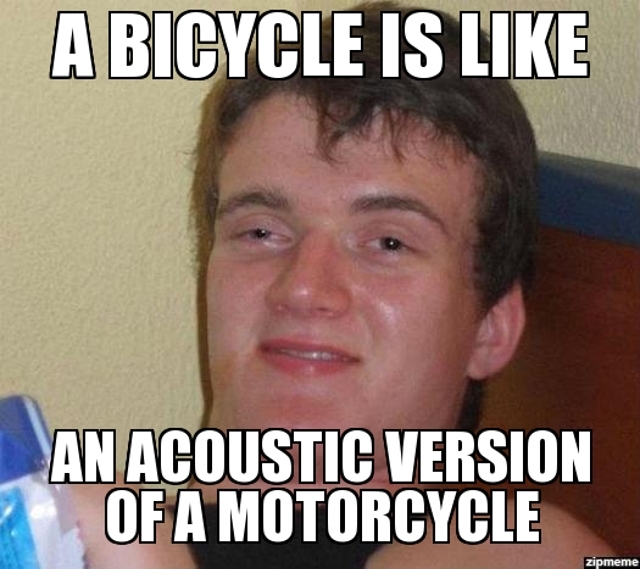 A BICYCLE IS LIKE
AN ACOUSTIC VERSION
OF A MOTORCYCLE
zipmeme